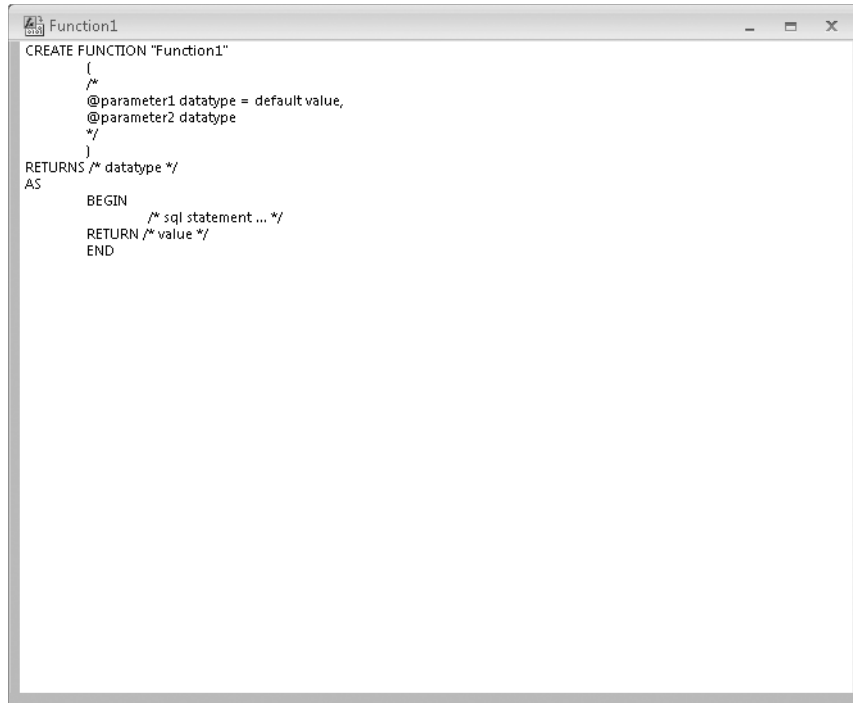 Function1
CREATE FUNCTION "Function1"
(
/*
@parameter1 datatype = default value,
@parameter2 datatype
*/
)
RETURNS /* datatype */
AS
BEGIN
/* sql statement ... */
RETURN /* value */
END